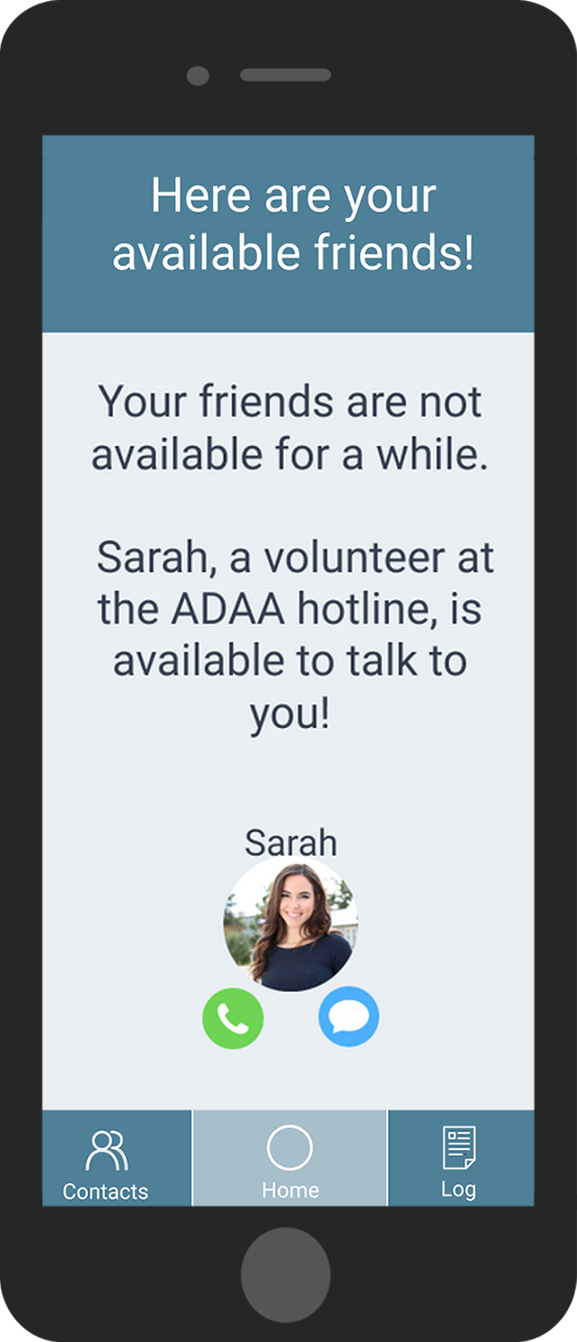 Here are your
available friends!
Your friends are not
available for a while.
Sarah, a volunteer at
the ADAA hotline, is
available to talk to
you!
Sarah
Contacts
Home
Log